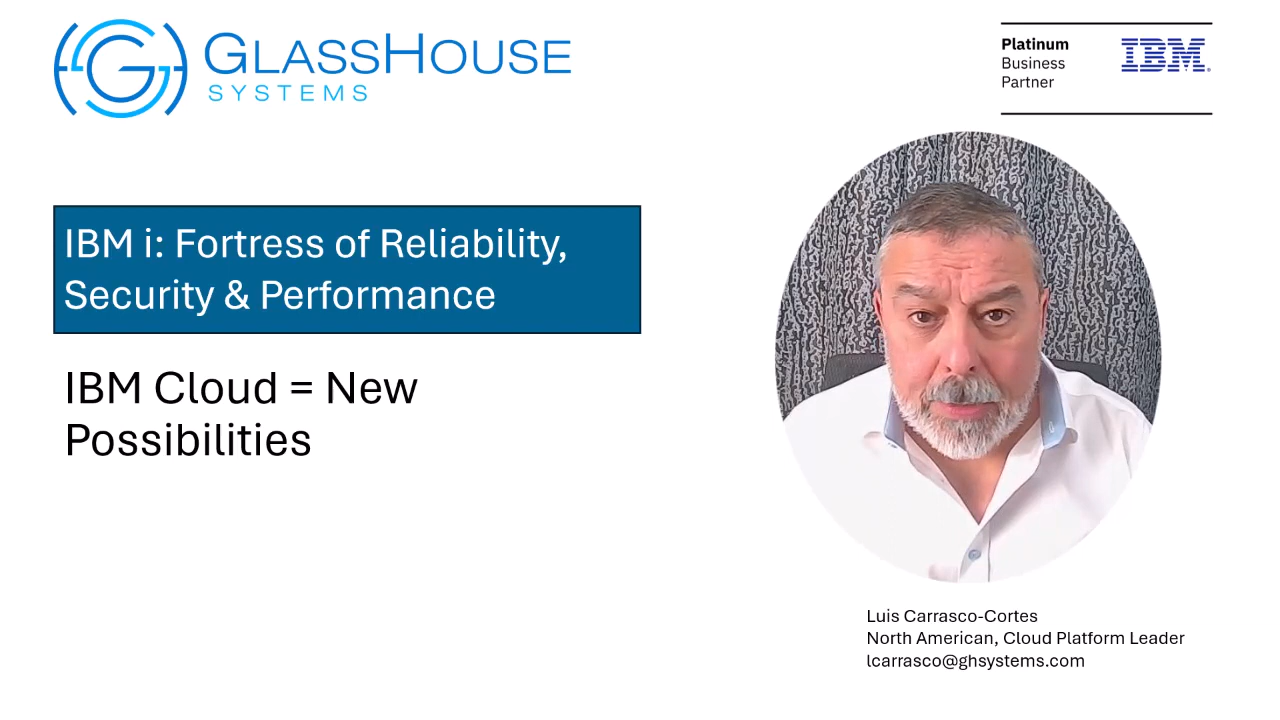 GLASSHOUSE
SYSTEMS
Platinum
Business
Partner
IBM
IBM i: Fortress of Reliability,
Security & Performance
IBM Cloud = New
Possibilities
Luis Carrasco-Cortes
North American, Cloud Platform Leader
lcarrasco@ghsystems.com